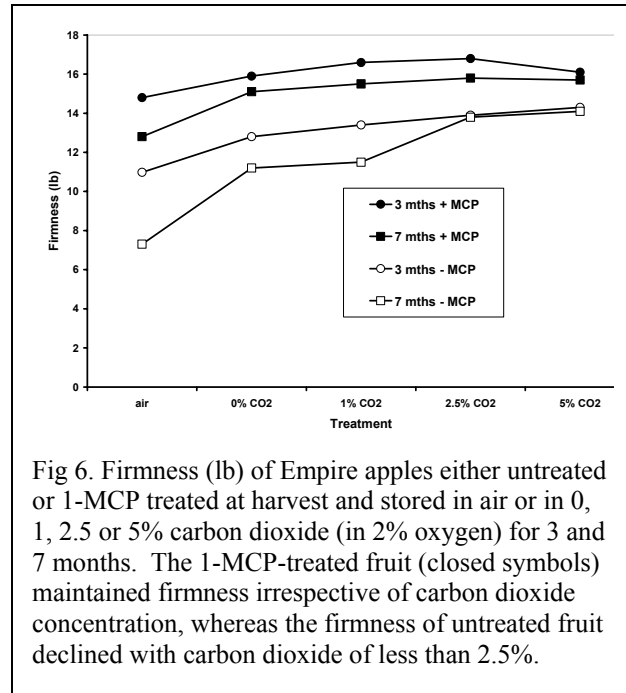 18
16
14
12
10
8
6
4
2
0
Firmness (lb)
3 mths + MCP
7 mths + MCP
3 mths - MCP
7 mths - MCP
air 0% CO2 1% CO2 2.5% CO2 5% CO2
Treatment
Fig 6. Firmness (lb) of Empire apples either untreated
or 1-MCP treated at harvest and stored in air or in 0,
1, 2.5 or 5% carbon dioxide (in 2% oxygen) for 3 and
7 months. The 1-MCP-treated fruit (closed symbols)
maintained firmness irrespective of carbon dioxide
concentration, whereas the firmness of untreated fruit
declined with carbon dioxide of less than 2.5%.